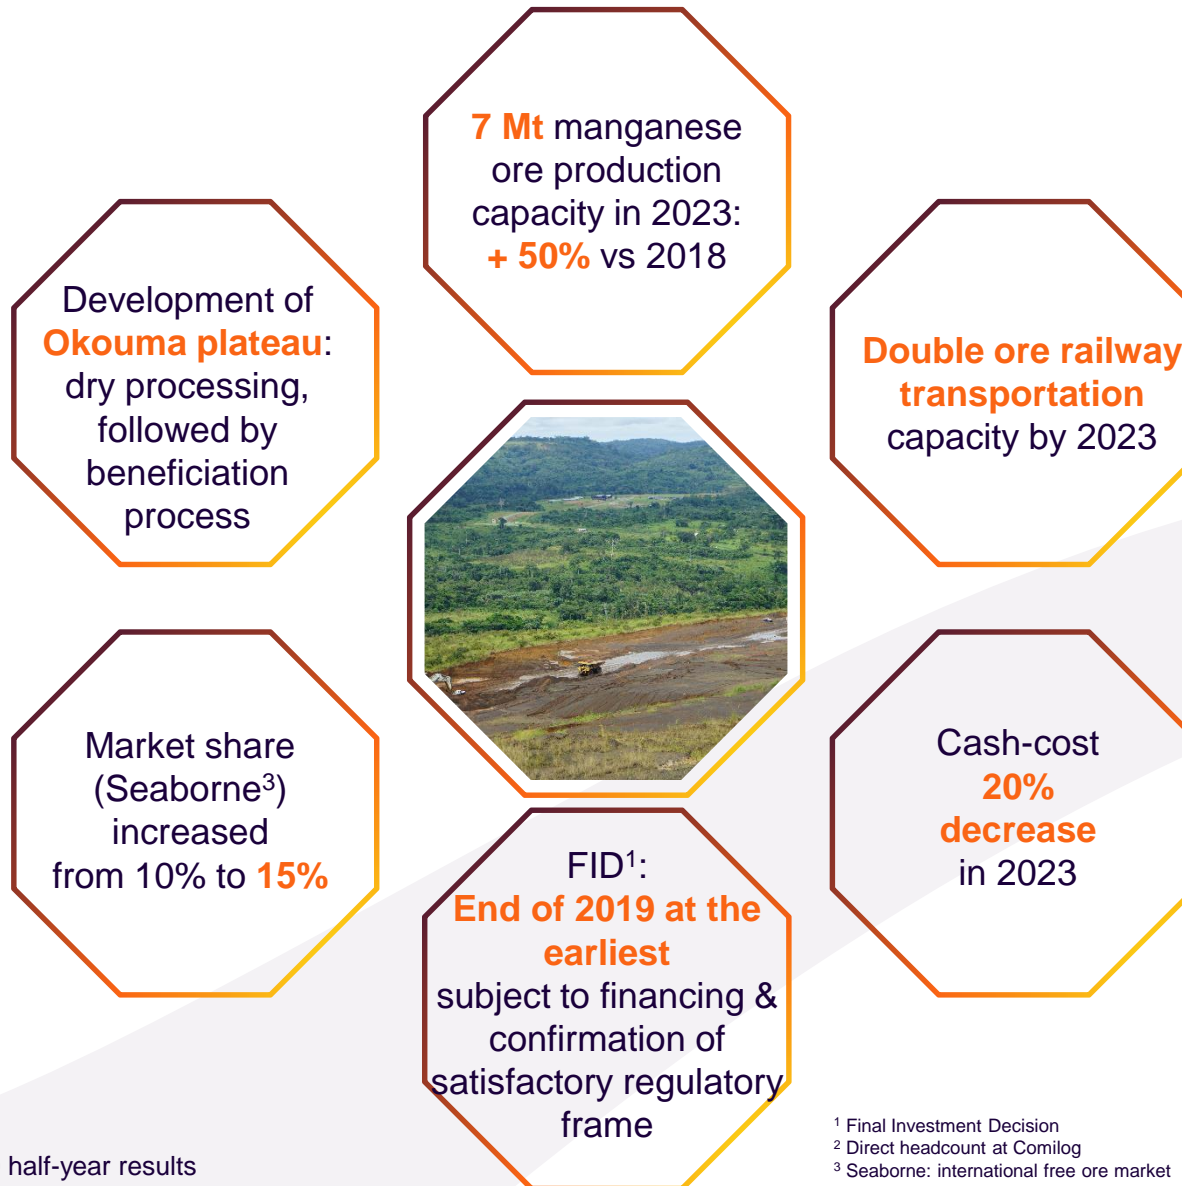 7 Mt manganese
ore production
capacity in 2023:
+ 50% vs 2018
Development of
Okouma plateau:
dry processing,
followed by
beneficiation
process
Double ore railway
transportation
capacity by 2023
Market share
(Seaborne³)
increased
from 10% to 15%
Cash-cost
20%
decrease
in 2023
FID¹:
End of 2019 at the
earliest
subject to financing &
confirmation of
satisfactory regulatory
frame
¹ Final Investment Decision
² Direct headcount at Comilog
³ Seaborne: international free ore market
half-year results